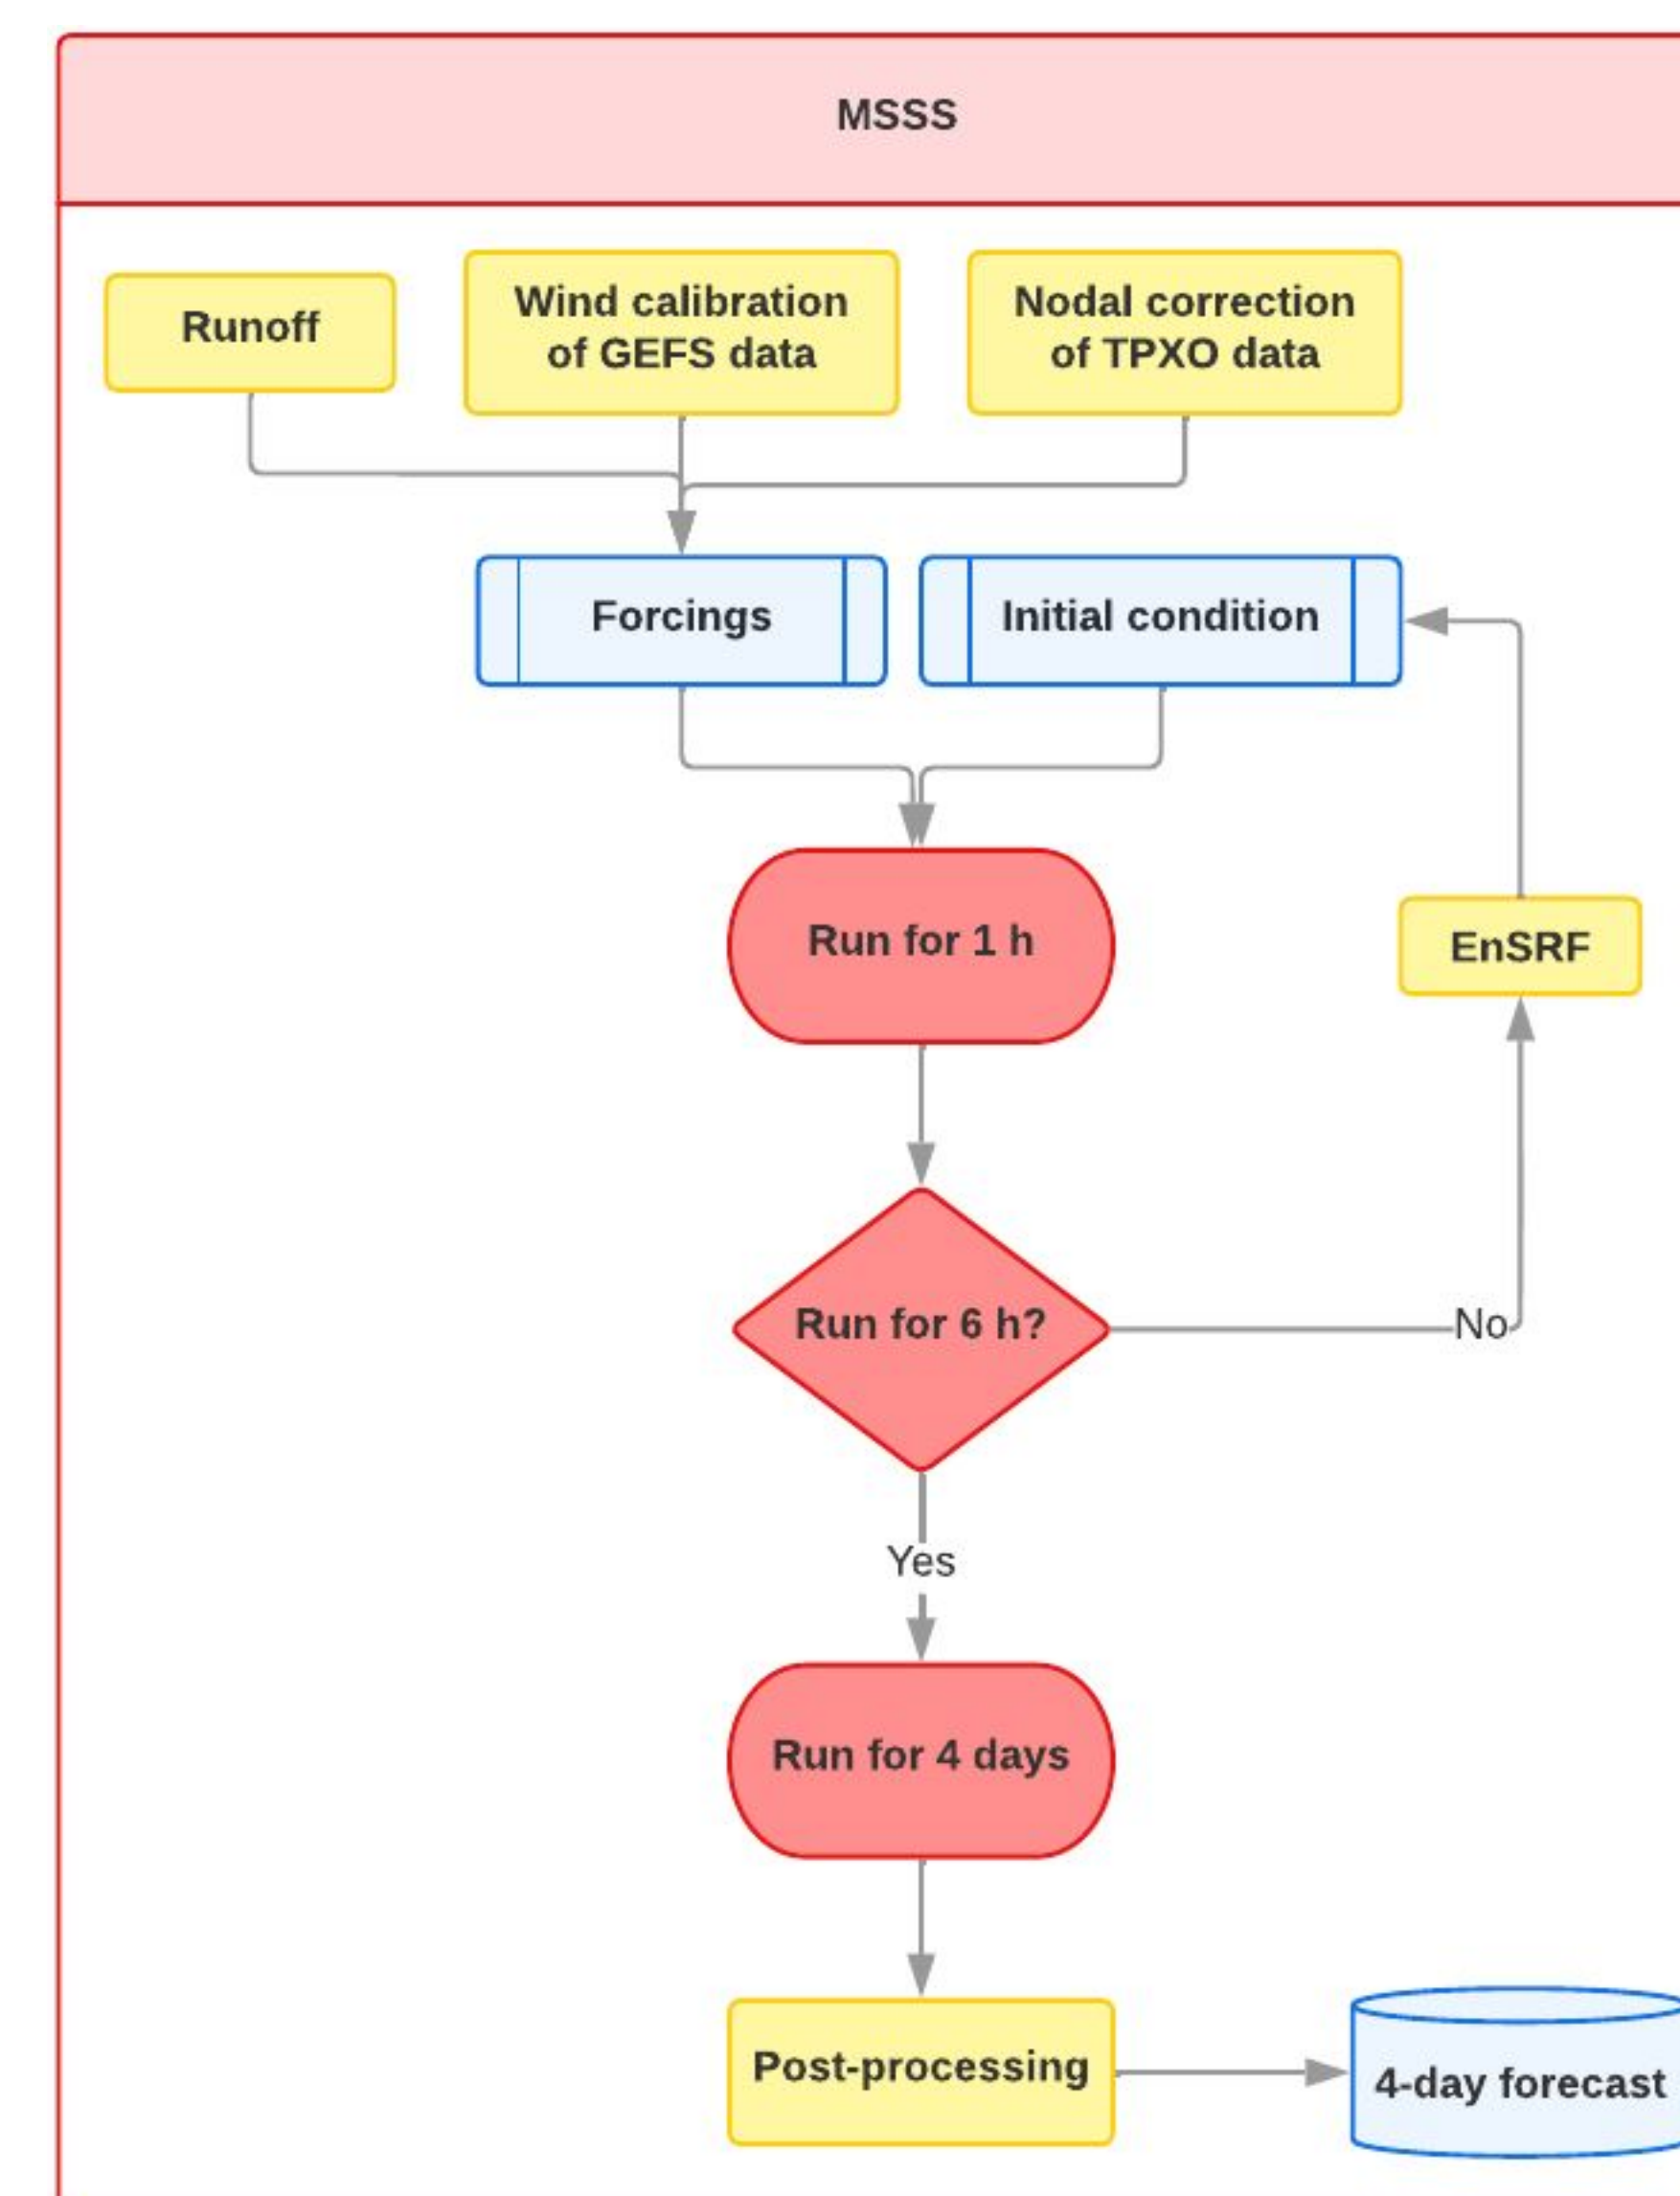 MSSS
Runoff
Wind calibration
of GEFS data
Nodal correction
of TPXO data
Forcings
Initial condition
Run for 1 h
EnSRF
Run for 6 h?
No
Yes
Run for 4 days
Post-processing
4-day forecast